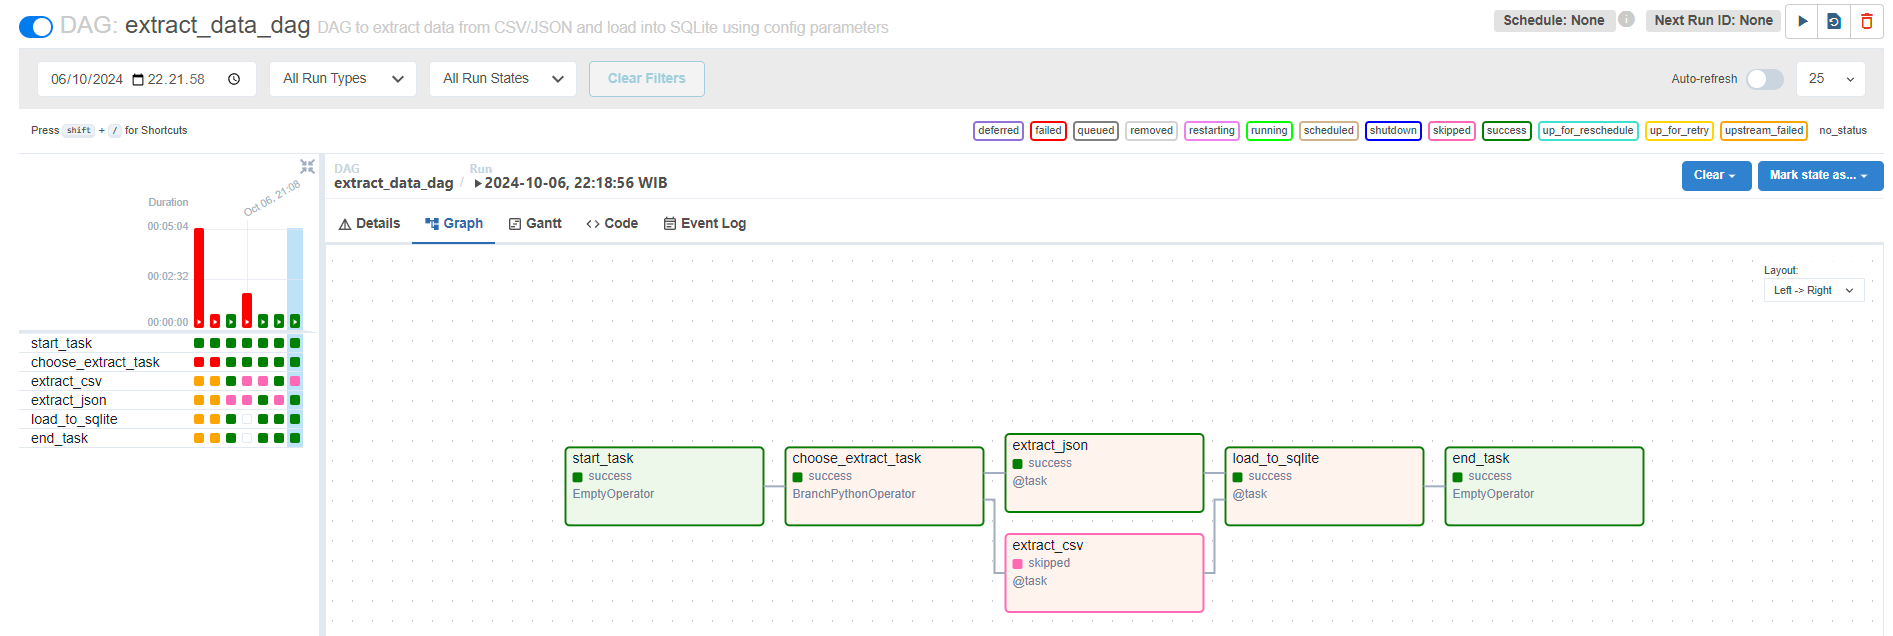 DAG: extract_data_dag DAG to extract data from CSV/JSON and load into SQLite using config parameters
Schedule: None
Next Run ID: None
06/10/2024 22.21.58
All Run Types
All Run States
Clear Filters
Auto-refresh
25
Press shift + / for Shortcuts
deferred
failed
queued
removed
restarting
running
scheduled
shutdown
skipped
success
up_for_reschedule
up_for_retry
upstream_failed
no_status
Duration
Oct 06, 21:08
00:05:04
00:02:32
00:00:00
start_task
choose_extract_task
extract_csv
extract_json
load_to_sqlite
end_task
DAG
extract_data_dag
/
Run
2024-10-06, 22:18:56 WIB
Clear
Mark state as...
Details
Graph
Gantt
Code
Event Log
Layout:
Left -> Right
start_task
success
EmptyOperator
choose_extract_task
success
BranchPythonOperator
extract_json
success
@task
extract_csv
skipped
@task
load_to_sqlite
success
@task
end_task
success
EmptyOperator